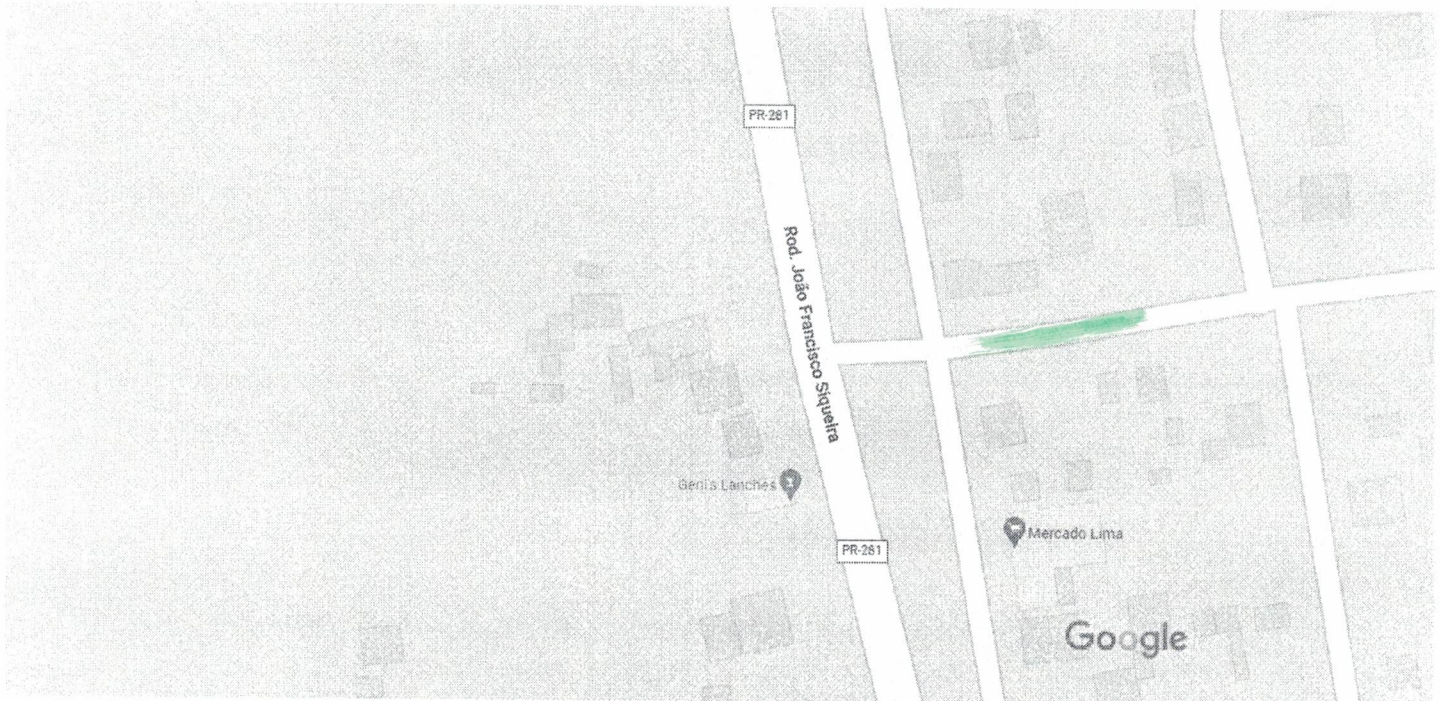 PR-281
Rod. João Francisco Siqueira
Geni's Lanches
Mercado Lima
PR-281
Google